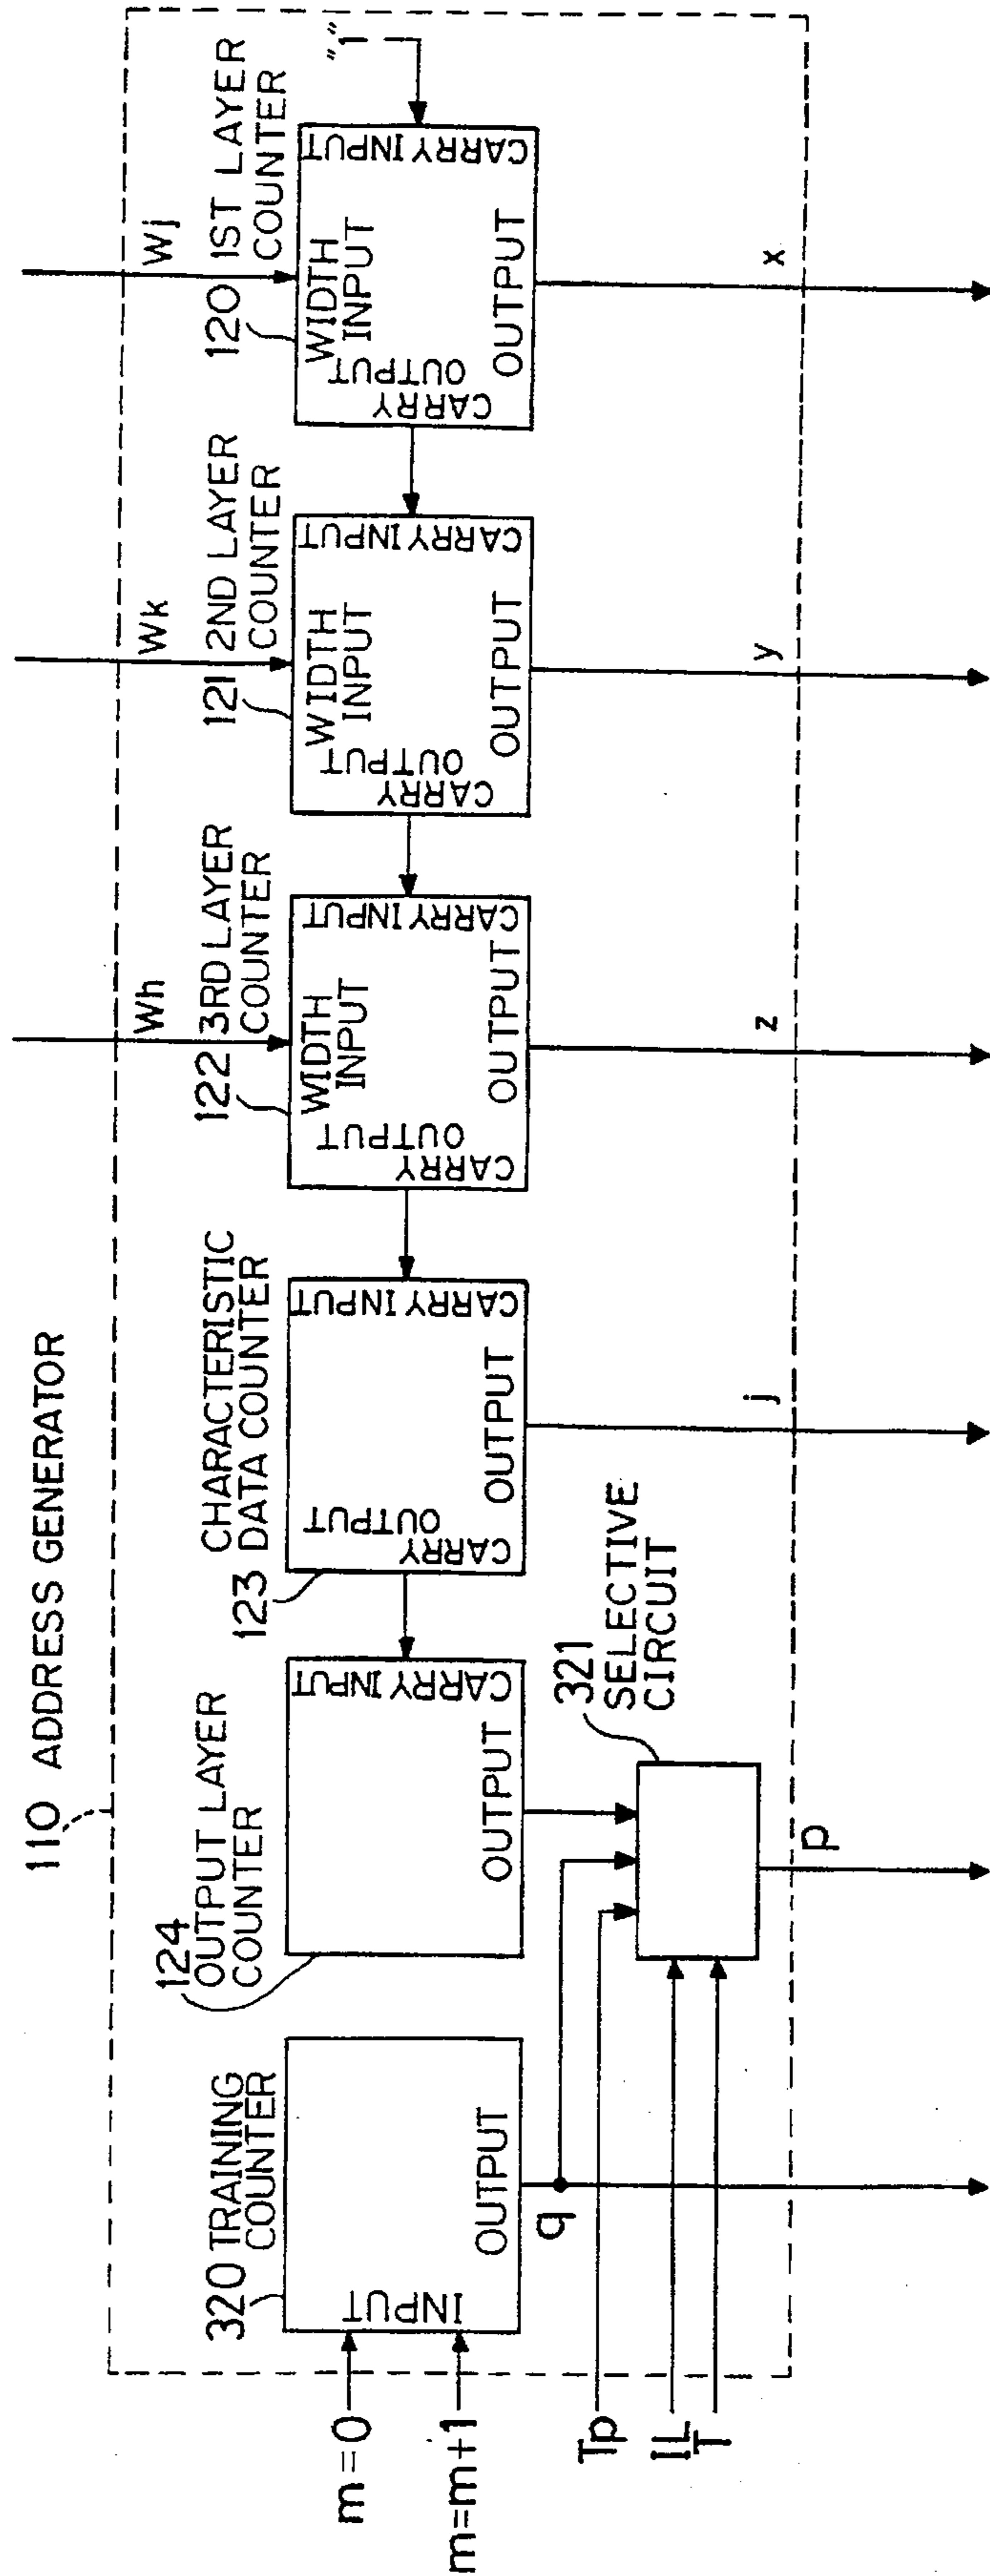 110 ADDRESS GENERATOR
Wh
Wk
Wj
320 TRAINING
COUNTER
124
OUTPUT LAYER
COUNTER
CHARACTERISTIC
123 DATA COUNTER
122 3RD LAYER
COUNTER
121 2ND LAYER
COUNTER
120 1ST LAYER
COUNTER
"1"
m=0
m=m+1
INPUT
OUTPUT
CARRY INPUT
OUTPUT
CARRY
OUTPUT
CARRY INPUT
OUTPUT
WIDTH
INPUT
CARRY
OUTPUT
CARRY INPUT
OUTPUT
WIDTH
INPUT
CARRY
OUTPUT
CARRY INPUT
OUTPUT
WIDTH
INPUT
CARRY
OUTPUT
CARRY INPUT
OUTPUT
q
321
SELECTIVE
CIRCUIT
Tp
IL
T
p
j
z
y
x